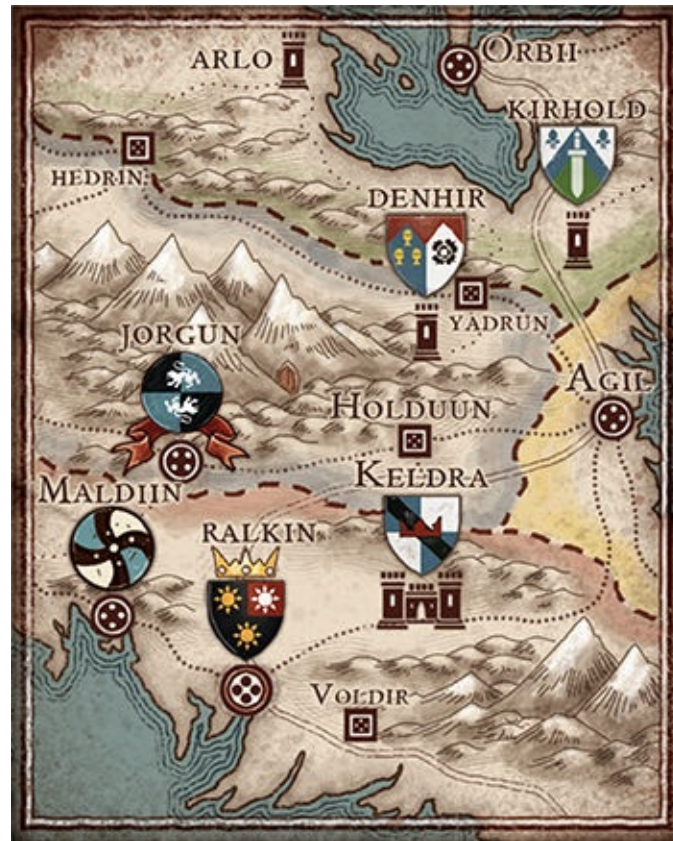 ARLO
ORBII
KIRHOLD
HEDRIN
DENHIR
YADRUN
JORGUN
AGIL
HOLDUUN
KELDRA
MALDIIN
RALKIN
VOLDIR